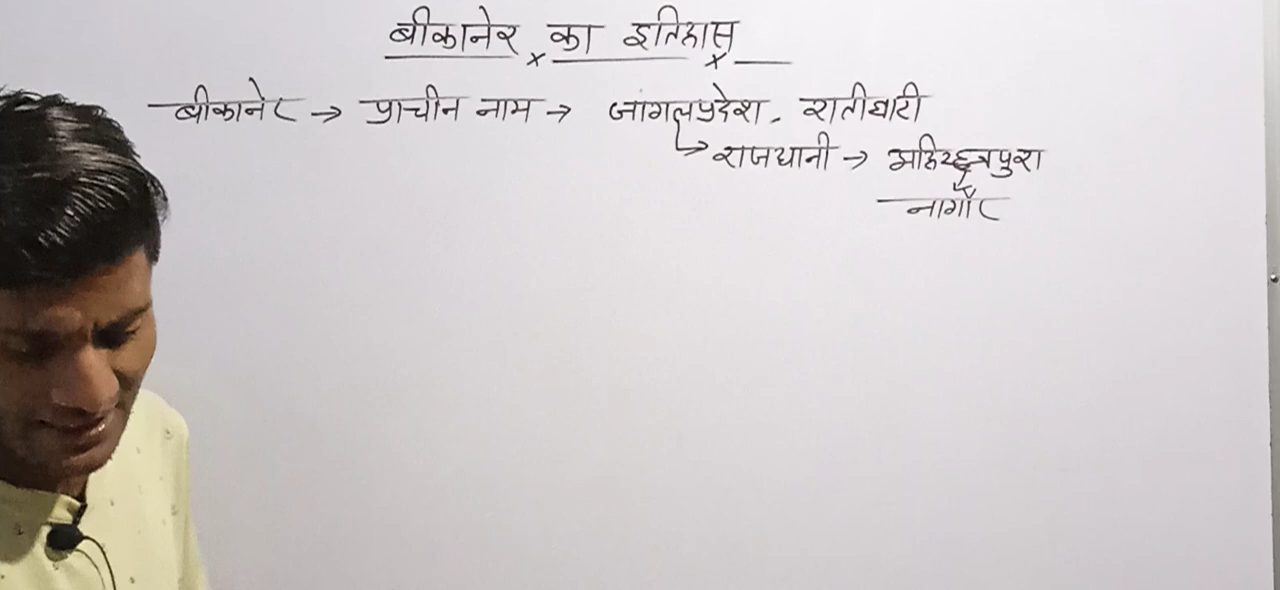 बीकानेर का इतिहास
बीकानेर → प्राचीन नाम → जांगलप्रदेश, रातीघाटी
↳ राजधानी → अहिच्छत्रपुरा
नागौर